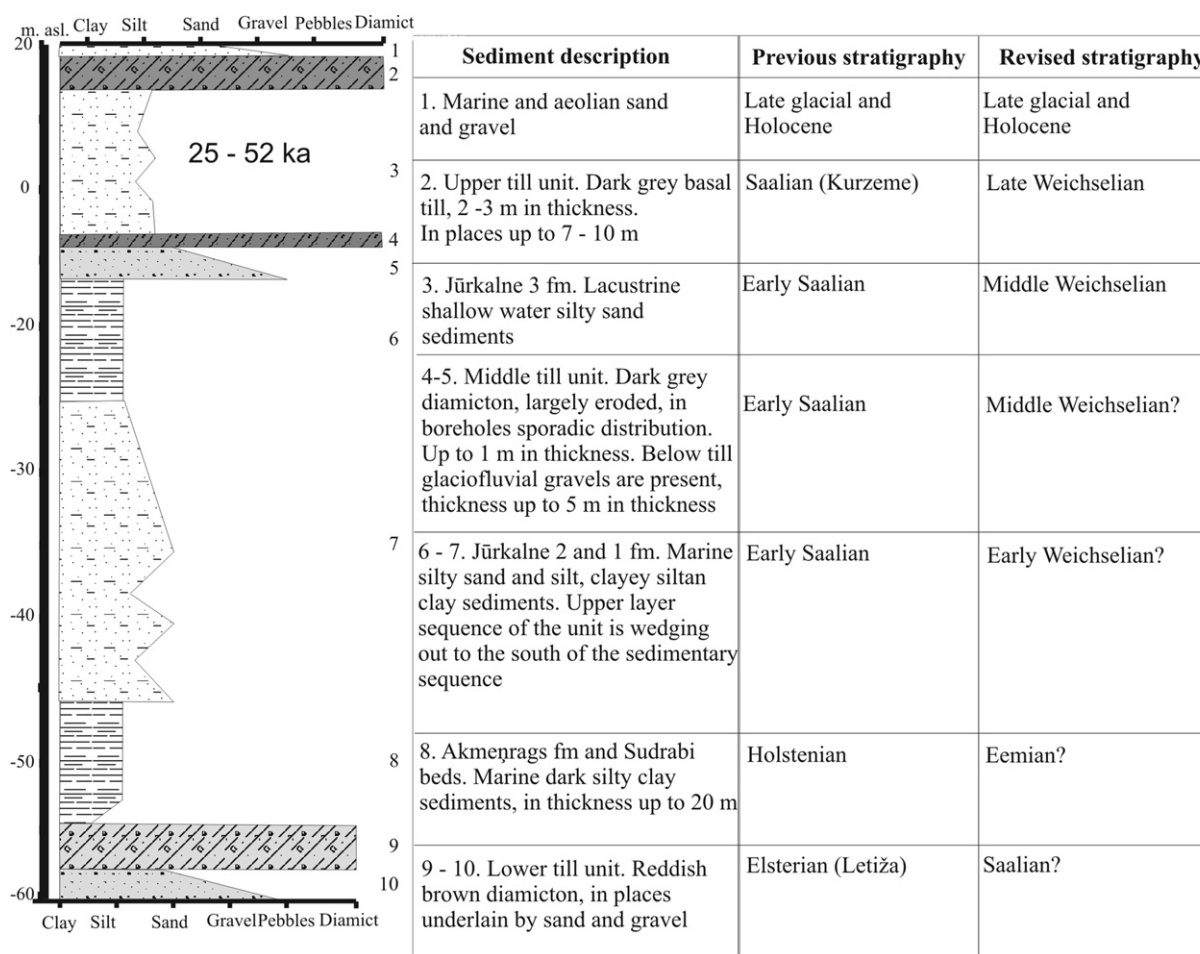 m. asl. Clay Silt Sand Gravel Pebbles Diamict
20
0
-20
-30
-40
-50
-60
25 - 52 ka
1
2
3
4
5
6
7
8
9
10
Clay Silt Sand Gravel Pebbles Diamict
Sediment description Previous stratigraphy Revised stratigraphy
1. Marine and aeolian sand
and gravel
Late glacial and
Holocene
Late glacial and
Holocene
2. Upper till unit. Dark grey basal
till, 2 -3 m in thickness.
In places up to 7 - 10 m
Saalian (Kurzeme)
Late Weichselian
3. Jūrkalne 3 fm. Lacustrine
shallow water silty sand
sediments
Early Saalian
Middle Weichselian
4-5. Middle till unit. Dark grey
diamicton, largely eroded, in
boreholes sporadic distribution.
Up to 1 m in thickness. Below till
glaciofluvial gravels are present,
thickness up to 5 m in thickness
Early Saalian
Middle Weichselian?
6 - 7. Jūrkalne 2 and 1 fm. Marine
silty sand and silt, clayey siltan
clay sediments. Upper layer
sequence of the unit is wedging
out to the south of the sedimentary
sequence
Early Saalian
Early Weichselian?
8. Akmeņrags fm and Sudrabi
beds. Marine dark silty clay
sediments, in thickness up to 20 m
Holstenian
Eemian?
9 - 10. Lower till unit. Reddish
brown diamicton, in places
underlain by sand and gravel
Elsterian (Letiža)
Saalian?